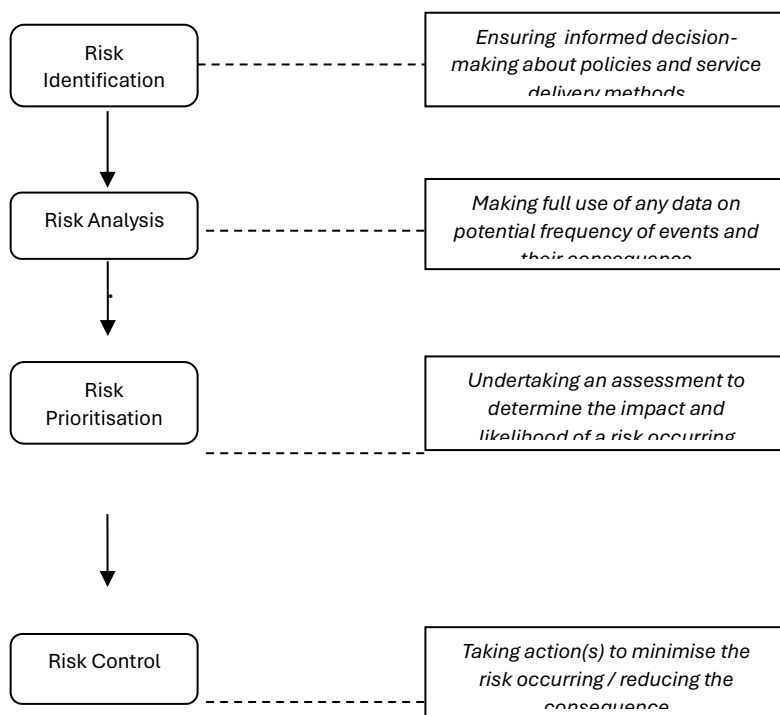 Risk
Identification
Ensuring informed decision-
making about policies and service
delivery methods
Risk Analysis
Making full use of any data on
potential frequency of events and
their consequence
Risk
Prioritisation
Undertaking an assessment to
determine the impact and
likelihood of a risk occurring
Risk Control
Taking action(s) to minimise the
risk occurring / reducing the
consequence